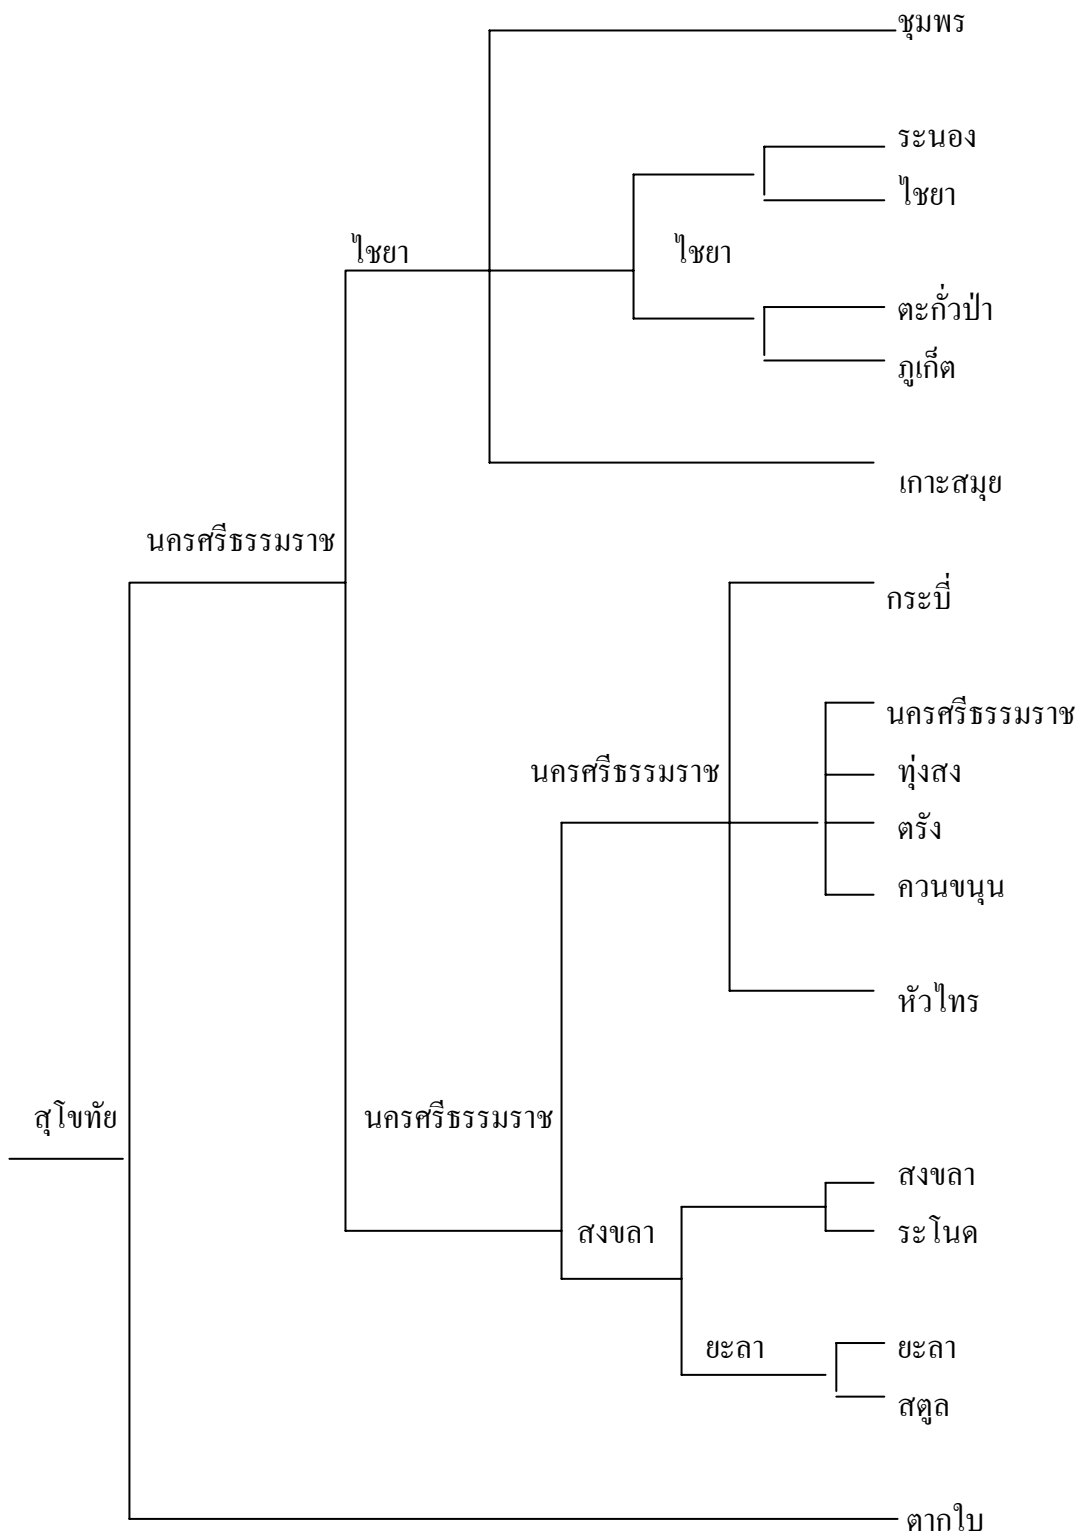 ชุมพร
ระนอง
ไชยา
ไชยา
ไชยา
ตะกั่วป่า
ภูเก็ต
เกาะสมุย
นครศรีธรรมราช
กระบี่
นครศรีธรรมราช
นครศรีธรรมราช
ทุ่งสง
ตรัง
ควนขนุน
หัวไทร
สุโขทัย
นครศรีธรรมราช
สงขลา
สงขลา
ระโนด
ยะลา
ยะลา
สตูล
ตากใบ